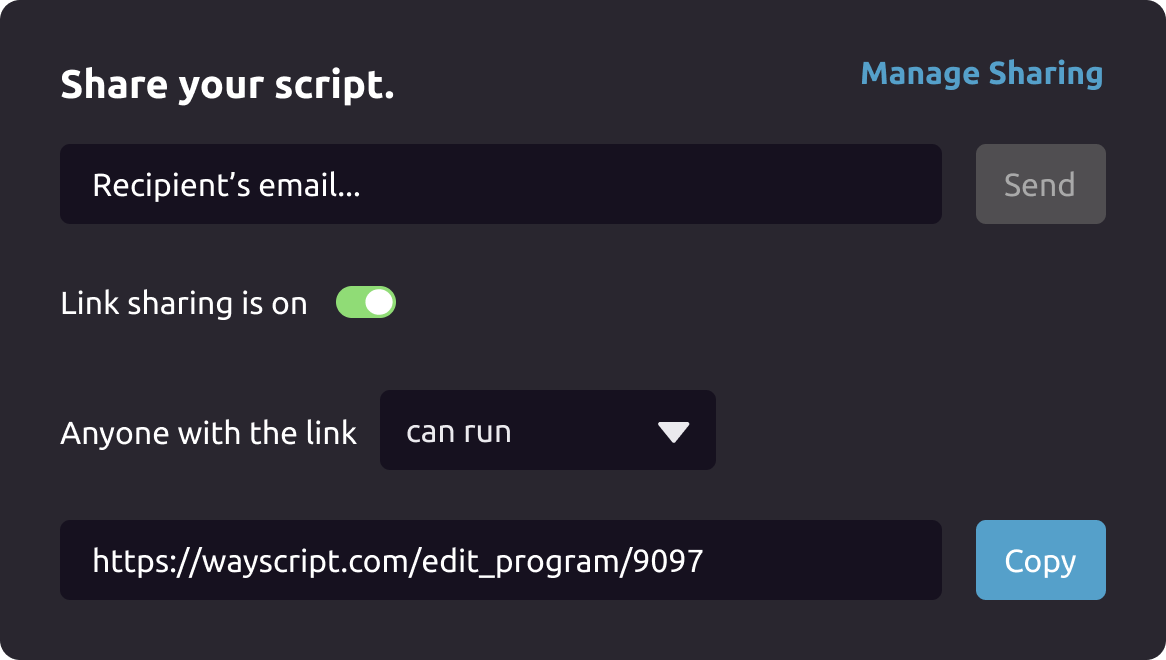 Share your script.
Manage Sharing
Recipient’s email...
Send
Link sharing is on
Anyone with the link
can run
https://wayscript.com/edit_program/9097
Copy